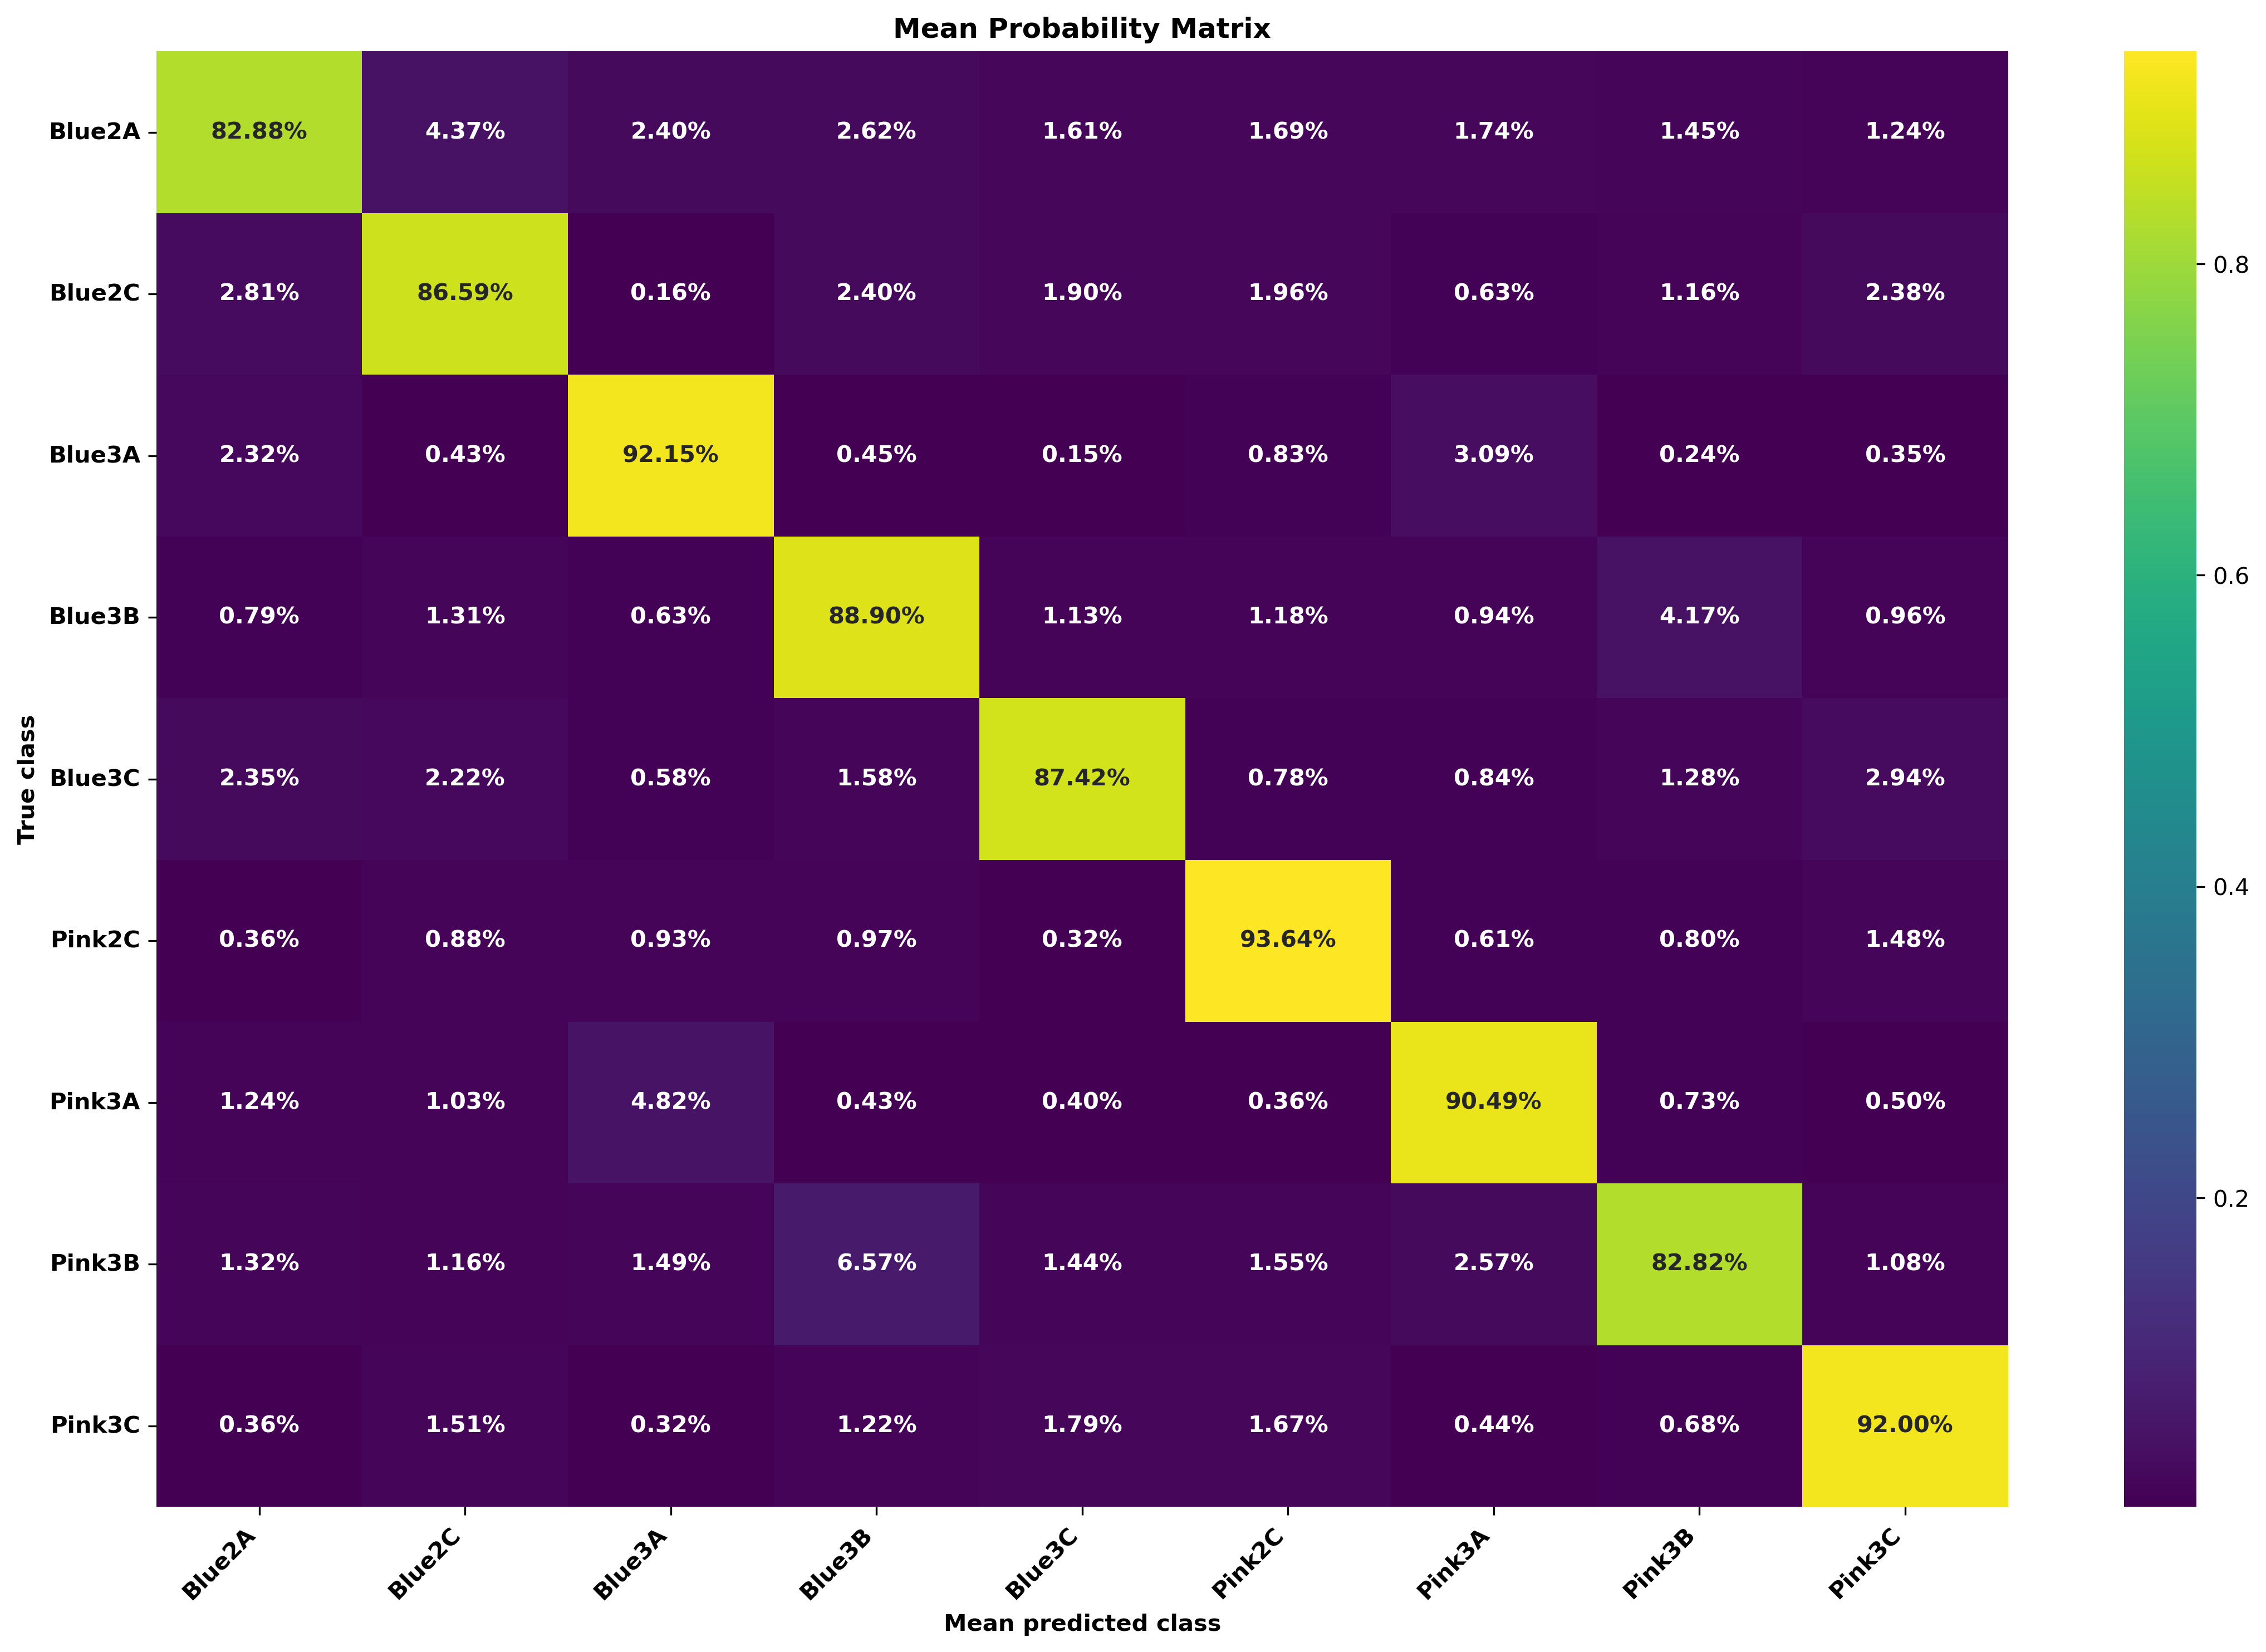 Mean Probability Matrix
Blue2A 82.88% 4.37% 2.40% 2.62% 1.61% 1.69% 1.74% 1.45% 1.24%
0.8
Blue2C 2.81% 86.59% 0.16% 2.40% 1.90% 1.96% 0.63% 1.16% 2.38%
Blue3A 2.32% 0.43% 92.15% 0.45% 0.15% 0.83% 3.09% 0.24% 0.35%
0.6
Blue3B 0.79% 1.31% 0.63% 88.90% 1.13% 1.18% 0.94% 4.17% 0.96%
True class
Blue3C 2.35% 2.22% 0.58% 1.58% 87.42% 0.78% 0.84% 1.28% 2.94%
0.4
Pink2C 0.36% 0.88% 0.93% 0.97% 0.32% 93.64% 0.61% 0.80% 1.48%
Pink3A 1.24% 1.03% 4.82% 0.43% 0.40% 0.36% 90.49% 0.73% 0.50%
0.2
Pink3B 1.32% 1.16% 1.49% 6.57% 1.44% 1.55% 2.57% 82.82% 1.08%
Pink3C 0.36% 1.51% 0.32% 1.22% 1.79% 1.67% 0.44% 0.68% 92.00%
Blue2A Blue2C Blue3A Blue3B Blue3C Pink2C Pink3A Pink3B Pink3C
Mean predicted class